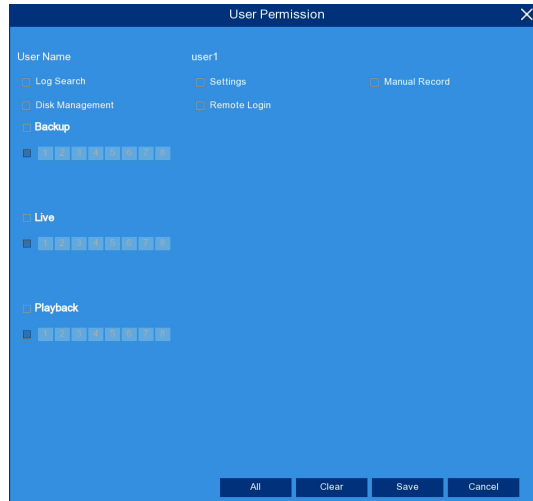 User Permission
User Name user1
Log Search Settings Manual Record
Disk Management Remote Login
Backup
1 2 3 4 5 6 7 8
Live
1 2 3 4 5 6 7 8
Playback
1 2 3 4 5 6 7 8
All Clear Save Cancel